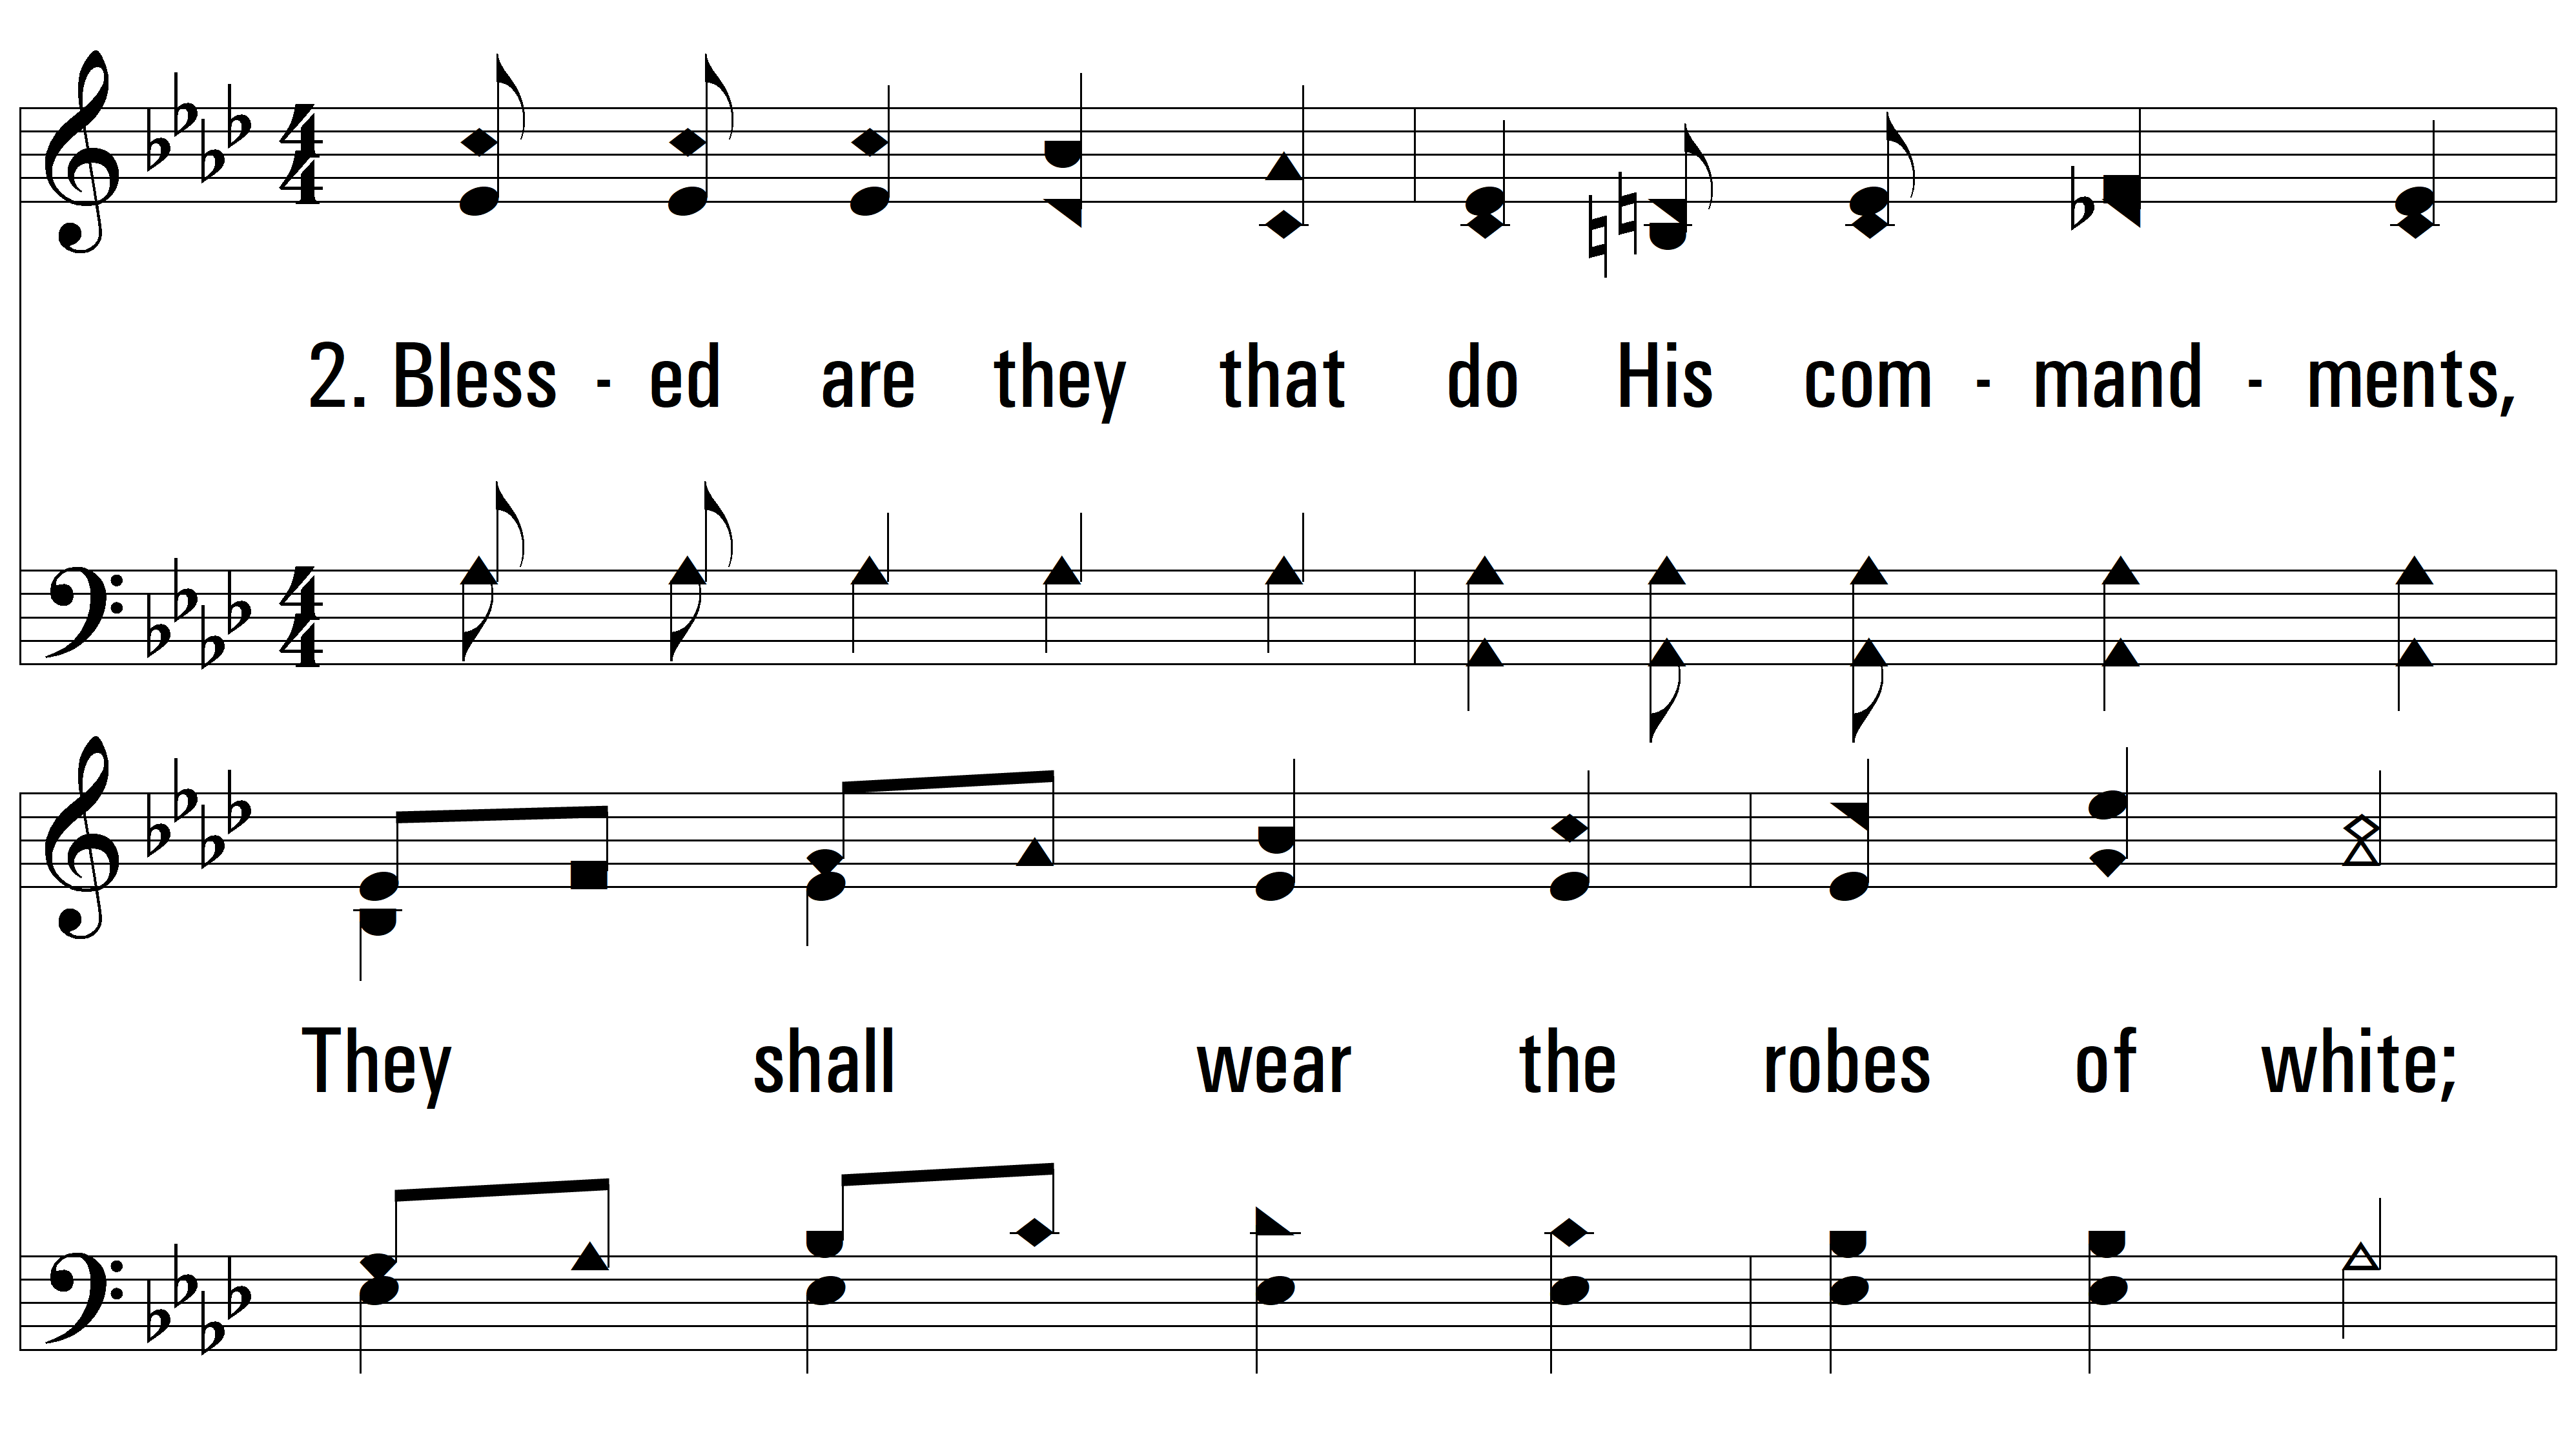 2. Bless - ed are they that do His com - mand - ments,
They shall wear the robes of white;